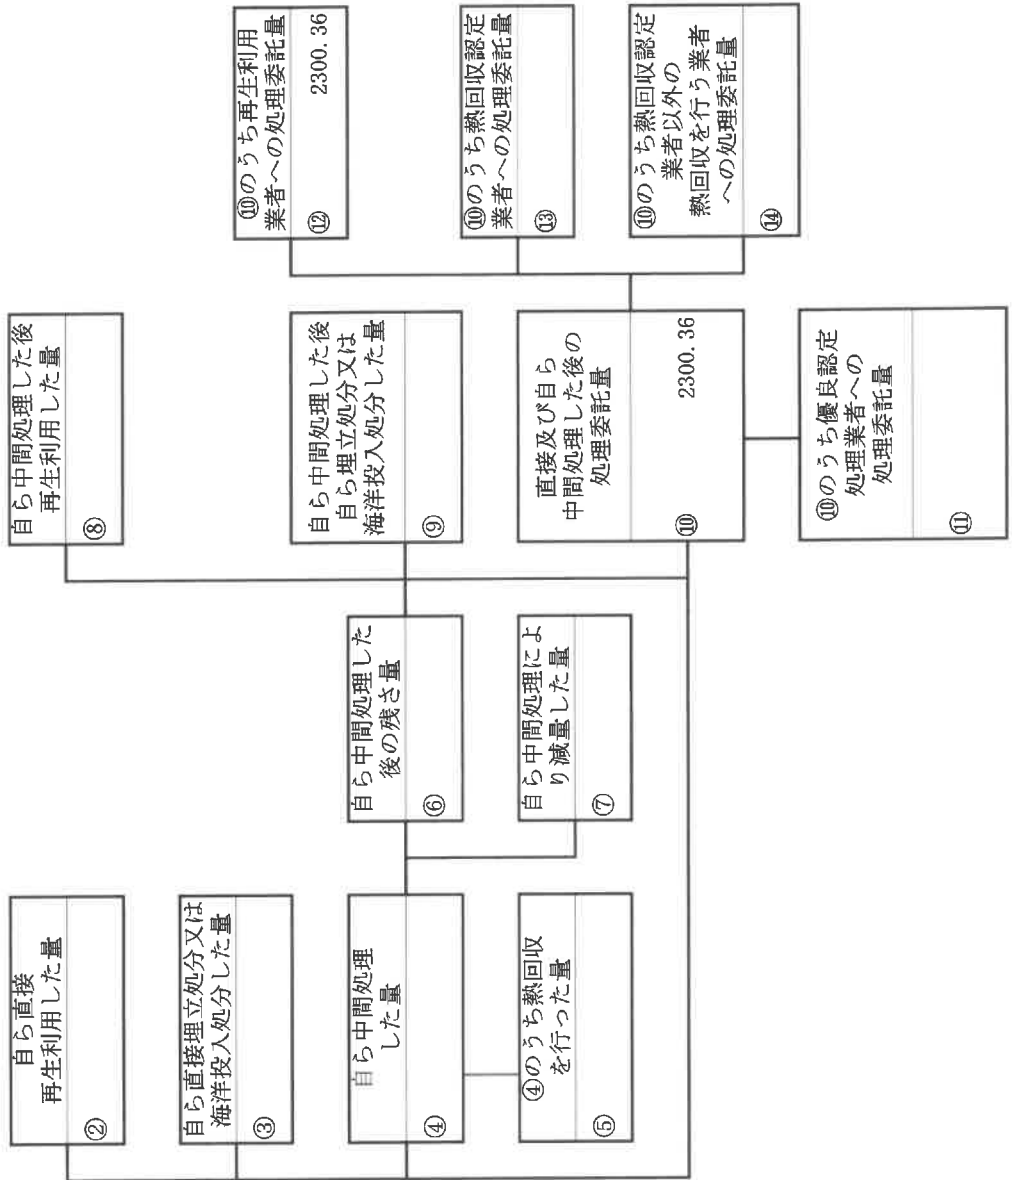 自ら直接
再生利用した量
②
自ら直接埋立処分又は
海洋投入処分した量
③
自ら中間処理
した量
④
④のうち熱回収
を行った量
⑤
自ら中間処理した
後の残さ量
⑥
自ら中間処理によ
り減量した量
⑦
自ら中間処理した後
再生利用した量
⑧
自ら中間処理した後
自ら埋立処分又は
海洋投入処分した量
⑨
直接及び自ら
中間処理した後の
処理委託量
⑩ 2300.36
⑩のうち優良認定
処理業者への
処理委託量
⑪
⑩のうち再生利用
業者への処理委託量
⑫ 2300.36
⑩のうち熱回収認定
業者への処理委託量
⑬
⑩のうち熱回収認定
業者以外の
熱回収を行う業者
への処理委託量
⑭